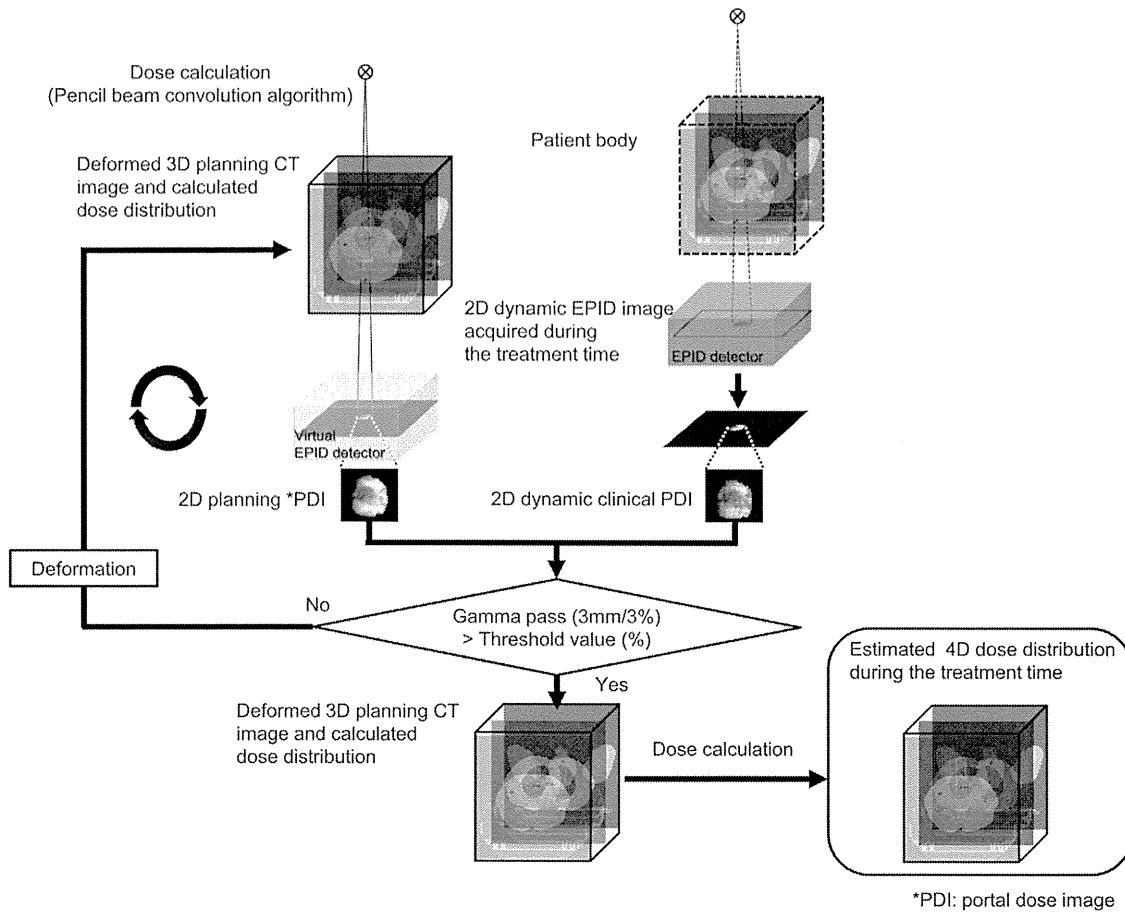 Dose calculation
(Pencil beam convolution algorithm)
Patient body
Deformed 3D planning CT
image and calculated
dose distribution
2D dynamic EPID image
acquired during
the treatment time
EPID detector
Virtual
EPID detector
2D planning *PDI
2D dynamic clinical PDI
Deformation
No
Gamma pass (3mm/3%)
> Threshold value (%)
Yes
Deformed 3D planning CT
image and calculated
dose distribution
Dose calculation
Estimated 4D dose distribution
during the treatment time
*PDI: portal dose image